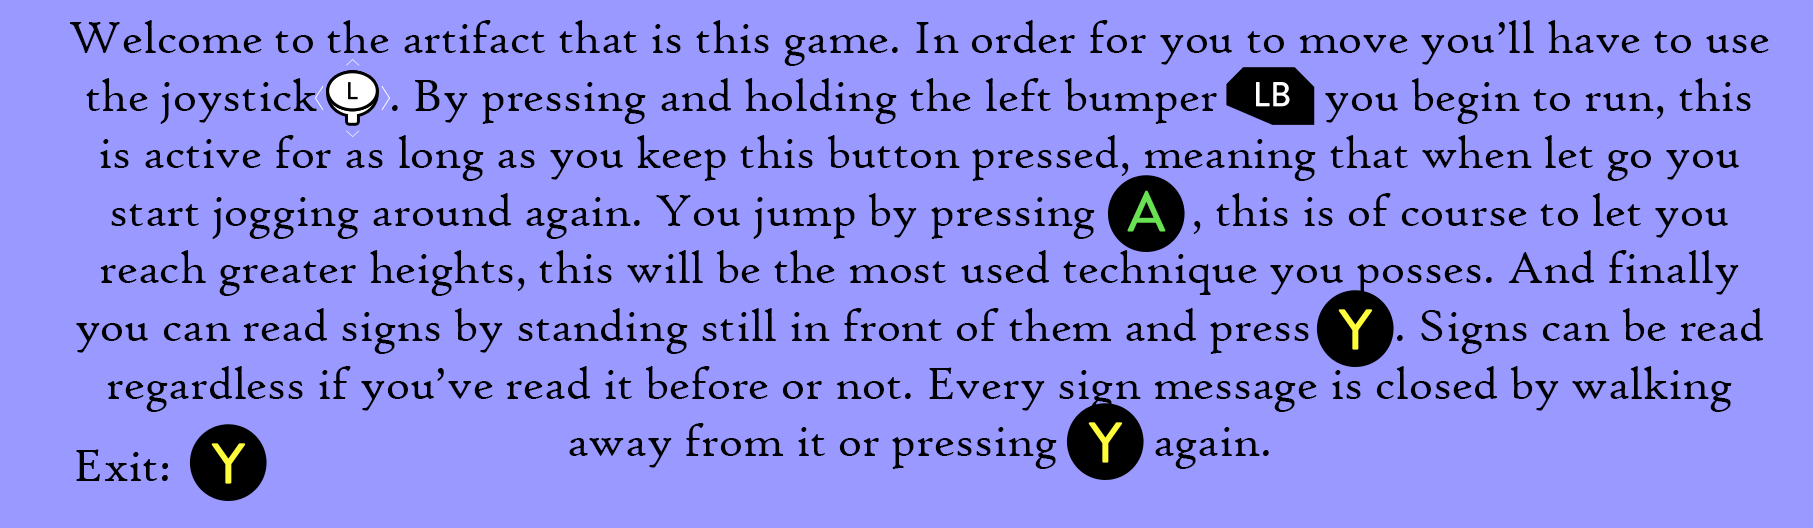 Welcome to the artifact that is this game. In order for you to move you’ll have to use
the joystick L . By pressing and holding the left bumper LB you begin to run, this
is active for as long as you keep this button pressed, meaning that when let go you
start jogging around again. You jump by pressing A , this is of course to let you
reach greater heights, this will be the most used technique you posses. And finally
you can read signs by standing still in front of them and press Y . Signs can be read
regardless if you’ve read it before or not. Every sign message is closed by walking
away from it or pressing Y again.
Exit: Y